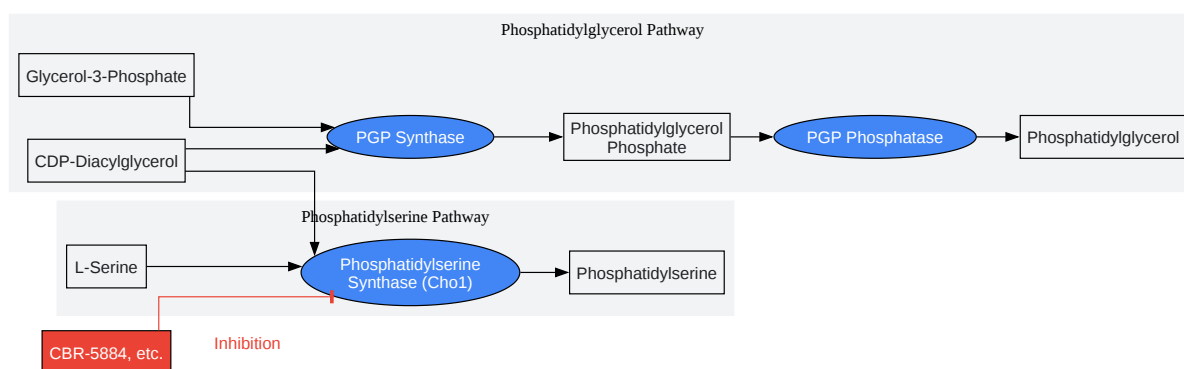 Phosphatidylglycerol Pathway
Glycerol-3-Phosphate
PGP Synthase
Phosphatidylglycerol
Phosphate
PGP Phosphatase
Phosphatidylglycerol
CDP-Diacylglycerol
Phosphatidylserine Pathway
L-Serine
Phosphatidylserine
Synthase (Cho1)
Phosphatidylserine
CBR-5884, etc.
Inhibition